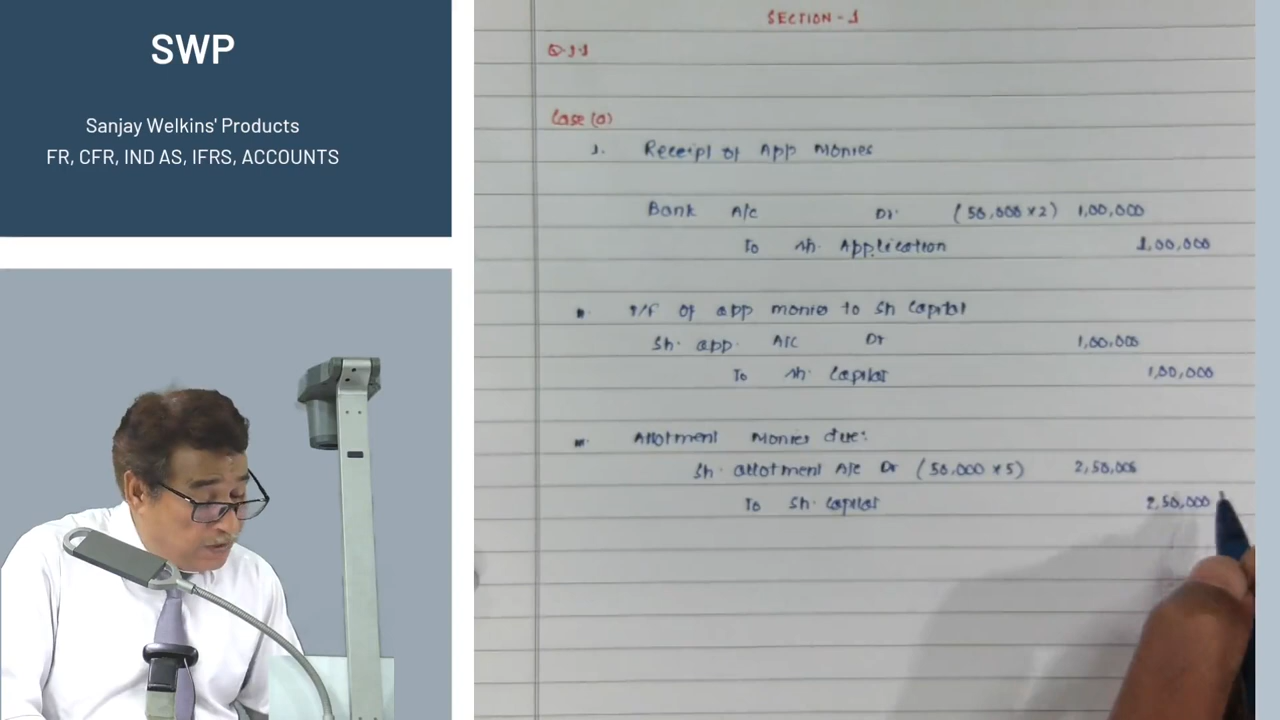 SWP
Sanjay Welkins' Products
FR, CFR, IND AS, IFRS, ACCOUNTS
SECTION - 1
Q.1.1
Case (a)
1. Receipt of App Monies
Bank A/c Dr (50,000 x 2) 1,00,000
To sh. Application 1,00,000
T/F of app monies to sh capital
Sh. app. A/c Dr 1,00,000
To sh. Capital 1,00,000
Allotment Monies due:
Sh. allotment A/c Dr (50,000 x 5) 2,50,000
To Sh. capital 2,50,000